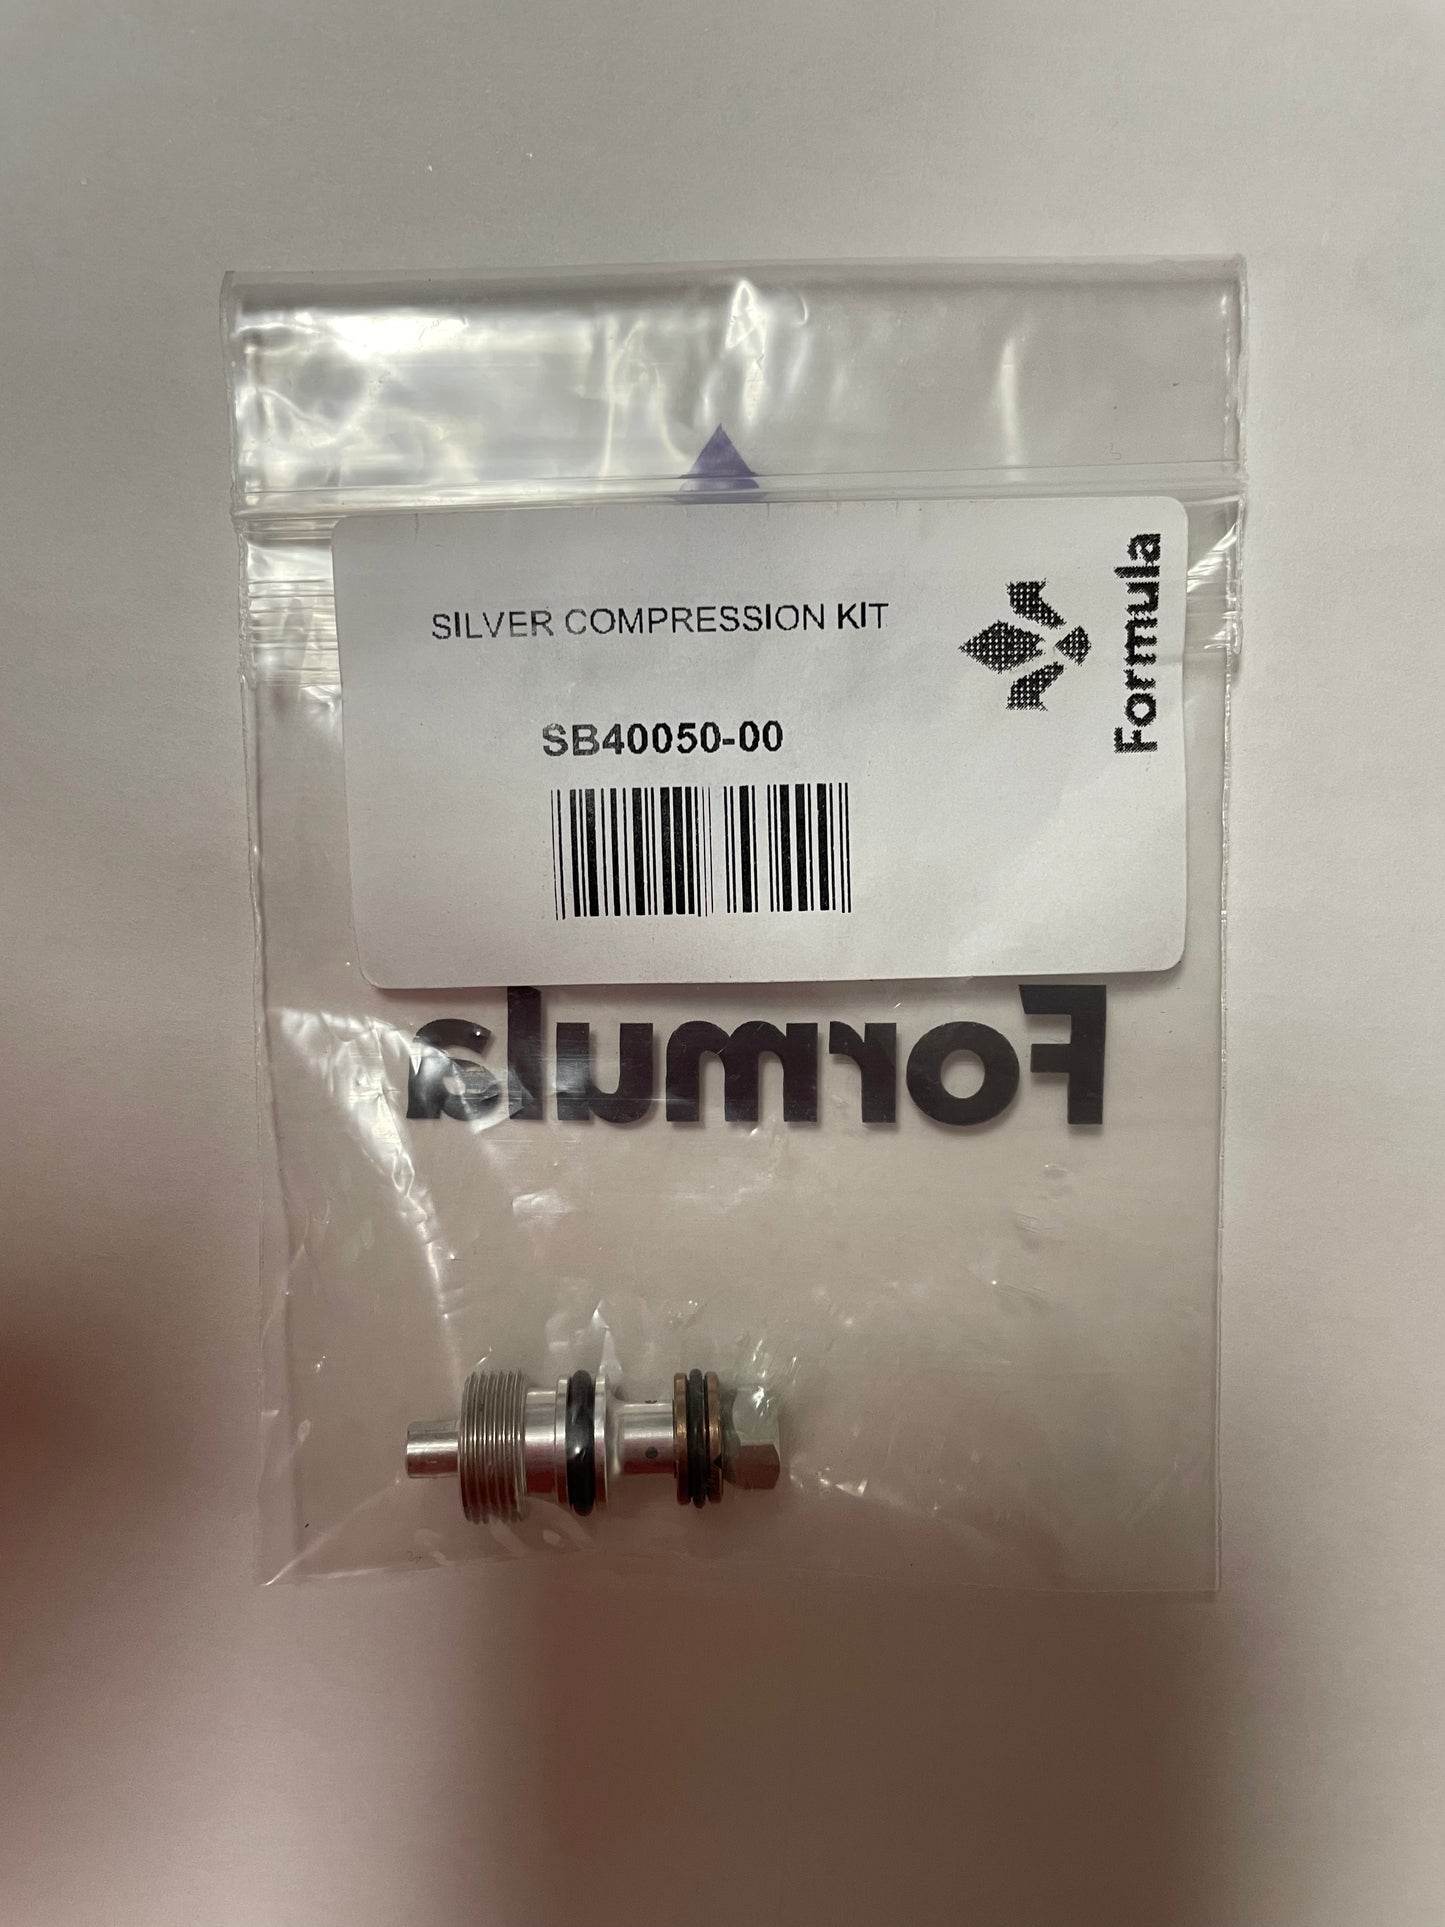 SILVER COMPRESSION KIT
SB40050-00
Formula
Formula